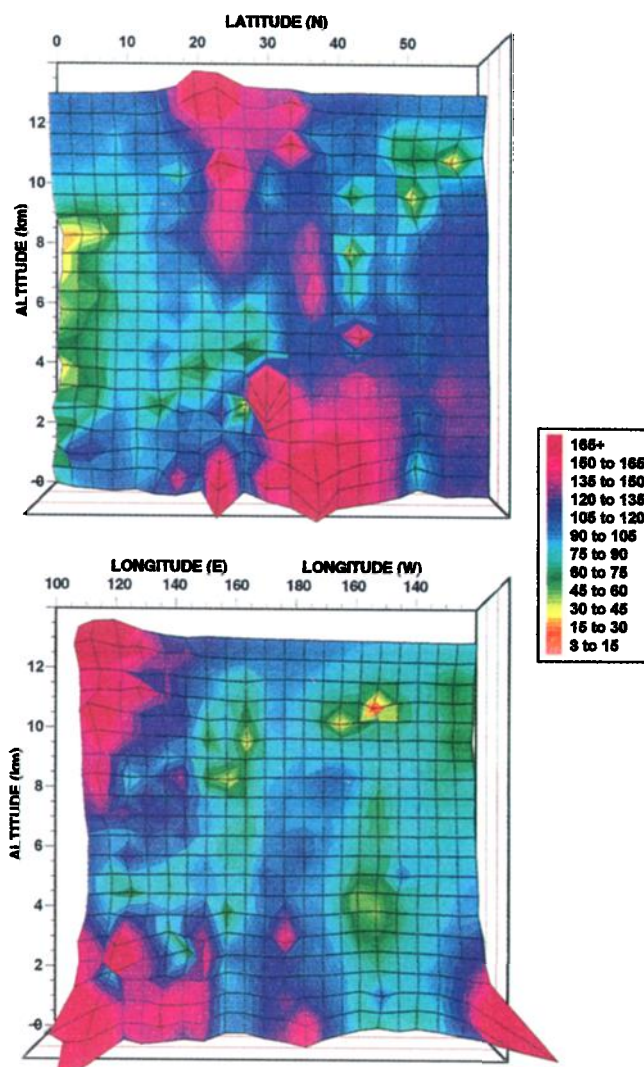 LATITUDE (N)
0 10 20 30 40 50
12
10
ALTITUDE (km)
8
6
4
2
-0
165+
150 to 165
135 to 150
120 to 135
105 to 120
90 to 105
75 to 90
60 to 75
45 to 60
30 to 45
15 to 30
3 to 15
LONGITUDE (E) LONGITUDE (W)
100 120 140 160 180 160 140
12
10
ALTITUDE (km)
8
6
4
2
-0